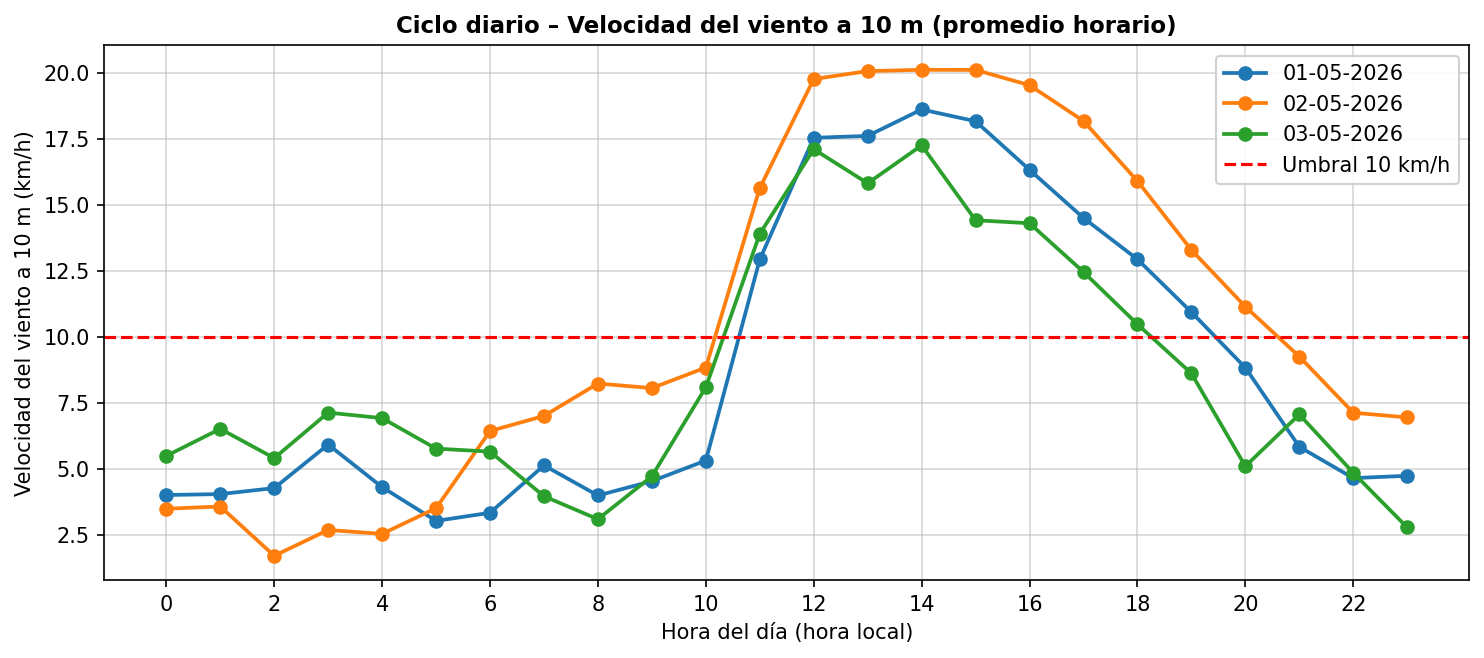 Ciclo diario – Velocidad del viento a 10 m (promedio horario)
Velocidad del viento a 10 m (km/h)
20.0
17.5
15.0
12.5
10.0
7.5
5.0
2.5
01-05-2026
02-05-2026
03-05-2026
Umbral 10 km/h
0 2 4 6 8 10 12 14 16 18 20 22
Hora del día (hora local)